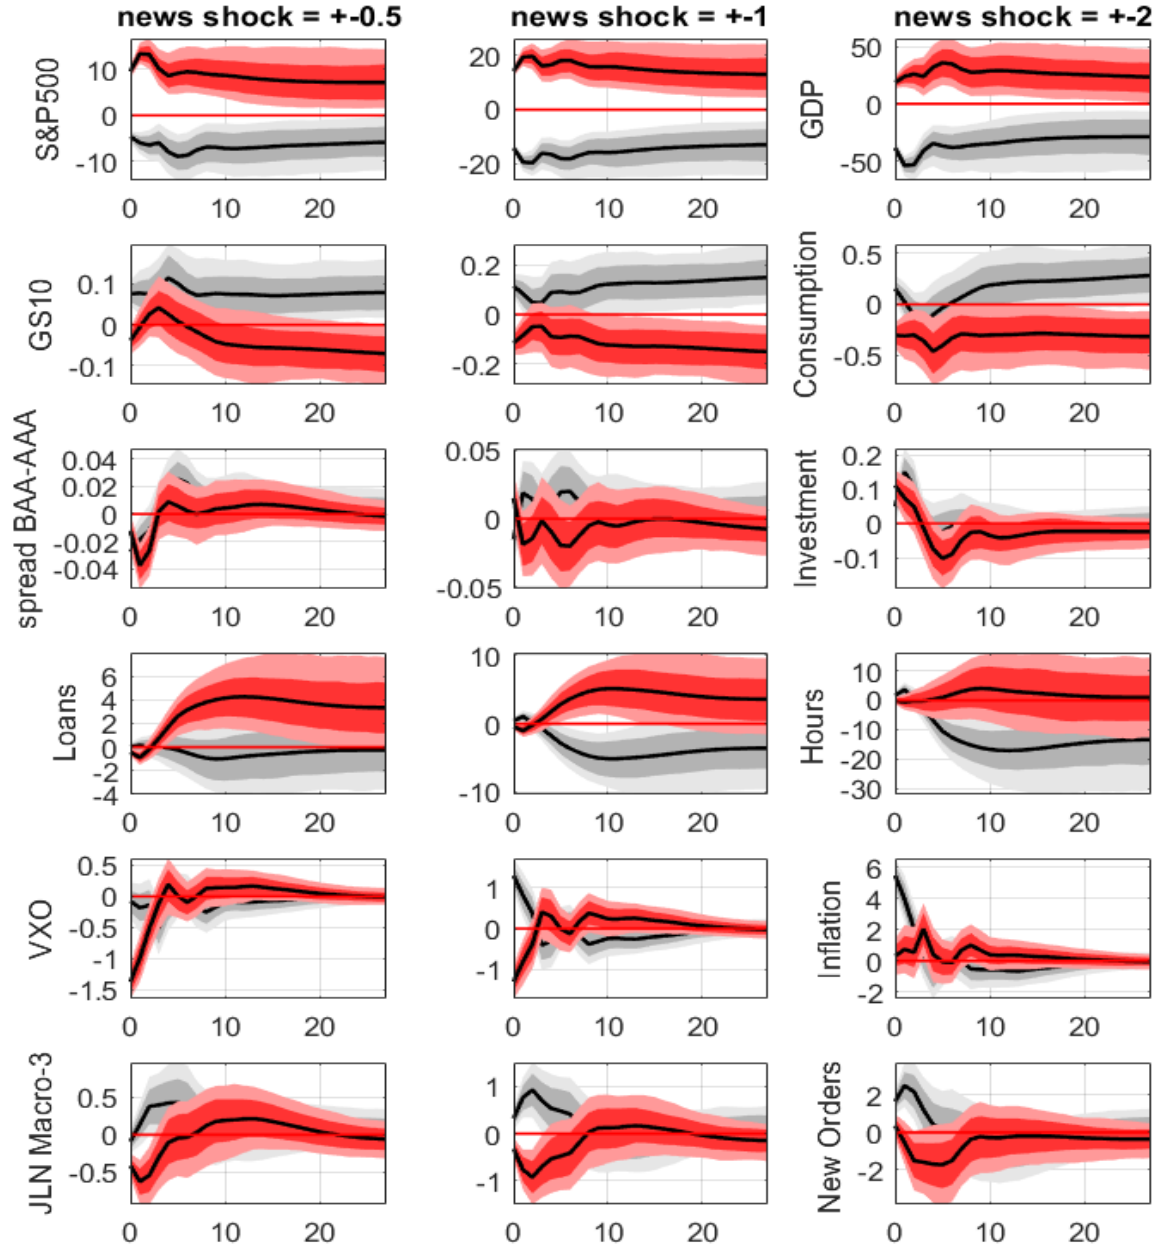 news shock = +-0.5 news shock = +-1 news shock = +-2
S&P500
10
0
-10
0 10 20
20
0
-20
0 10 20
GDP
50
0
-50
0 10 20
GS10
0.1
0
-0.1
0 10 20
0.2
0
-0.2
0 10 20
Consumption
0.5
0
-0.5
0 10 20
spread BAA-AAA
0.04
0.02
0
-0.02
-0.04
0 10 20
0.05
0
-0.05
0 10 20
Investment
0.2
0.1
0
-0.1
0 10 20
Loans
6
4
2
0
-2
-4
0 10 20
10
0
-10
0 10 20
Hours
10
0
-10
-20
-30
0 10 20
VXO
0.5
0
-0.5
-1
-1.5
0 10 20
1
0
-1
0 10 20
Inflation
6
4
2
0
-2
0 10 20
JLN Macro-3
0.5
0
-0.5
0 10 20
1
0
-1
0 10 20
New Orders
2
0
-2
0 10 20